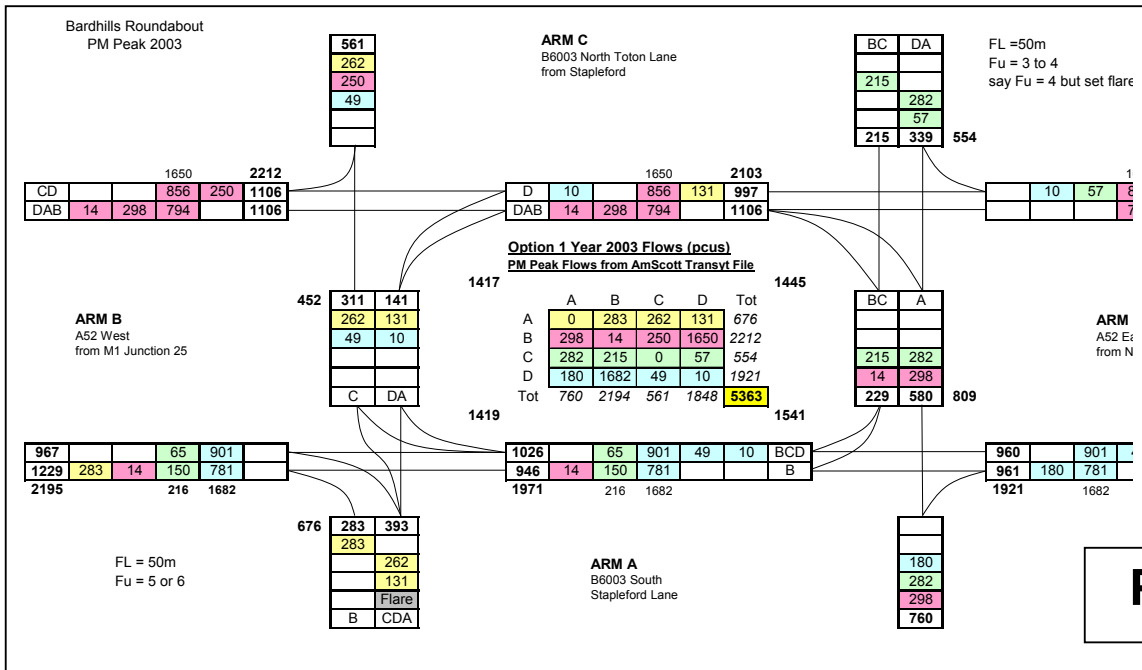 Bardhills Roundabout
PM Peak 2003
561
262
250
49
ARM C
B6003 North Toton Lane
from Stapleford
BC DA
215
282
57
215 339 554
FL =50m
Fu = 3 to 4
say Fu = 4 but set flare
1650 2212
CD 856 250 1106
DAB 14 298 794 1106
1650 2103
D 10 856 131 997
DAB 14 298 794 1106
10 57
Option 1 Year 2003 Flows (pcus)
PM Peak Flows from AmScott Transyt File
1417 1445
A B C D Tot
A 0 283 262 131 676
B 298 14 250 1650 2212
C 282 215 0 57 554
D 180 1682 49 10 1921
Tot 760 2194 561 1848 5363
1419 1541
ARM B
A52 West
from M1 Junction 25
452 311 141
262 131
49 10
C DA
BC A
215 282
14 298
229 580 809
ARM
A52
from
967 65 901
1229 283 14 150 781
2195 216 1682
1026 65 901 49 10 BCD
946 14 150 781 B
1971 216 1682
960 901
961 180 781
1921 1682
676 283 393
283
262
131
Flare
B CDA
FL = 50m
Fu = 5 or 6
ARM A
B6003 South
Stapleford Lane
180
282
298
760